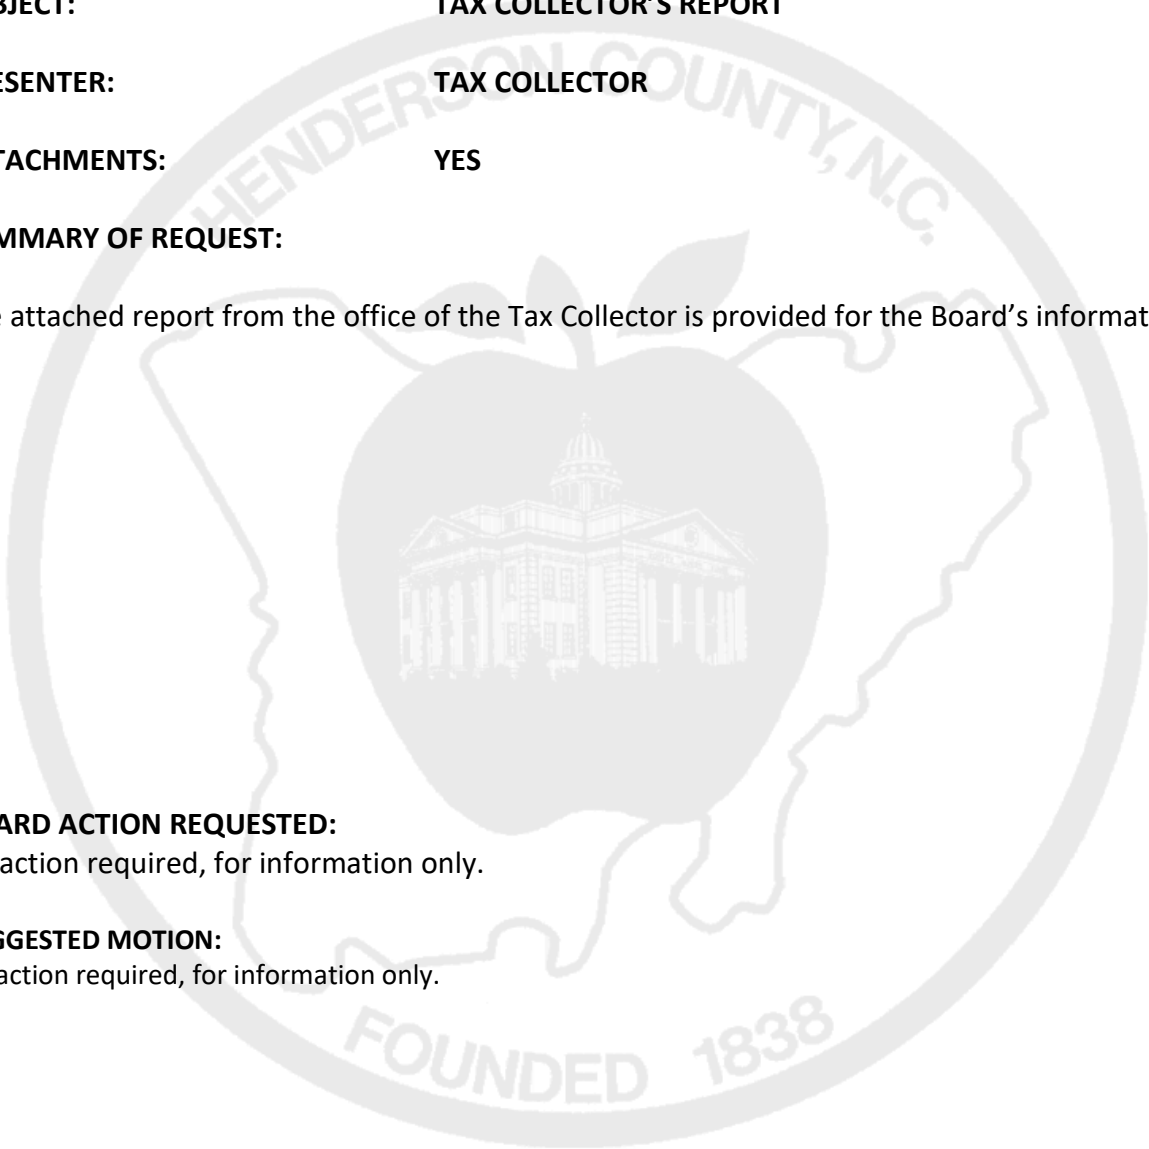 BJECT: TAX COLLECTOR’S REPORT
ESENTER: TAX COLLECTOR
TACHMENTS: YES
MMARY OF REQUEST:
e attached report from the office of the Tax Collector is provided for the Board’s informat
ARD ACTION REQUESTED:
action required, for information only.
GGESTED MOTION:
action required, for information only.
HENDERSON COUNTY, N.C.
FOUNDED 1838